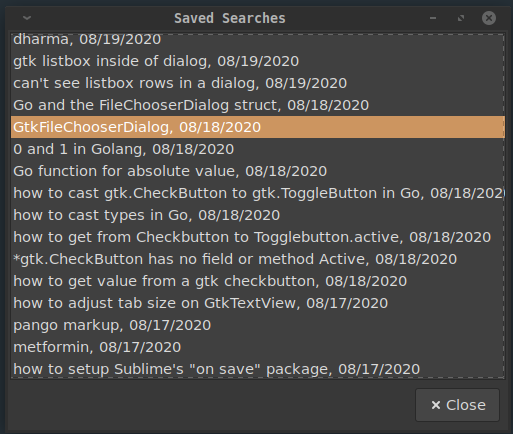 Saved Searches
dharma, 08/19/2020
gtk listbox inside of dialog, 08/19/2020
can't see listbox rows in a dialog, 08/19/2020
Go and the FileChooserDialog struct, 08/18/2020
GtkFileChooserDialog, 08/18/2020
0 and 1 in Golang, 08/18/2020
Go function for absolute value, 08/18/2020
how to cast gtk.CheckButton to gtk.ToggleButton in Go, 08/18/202
how to cast types in Go, 08/18/2020
how to get from Checkbutton to Togglebutton.active, 08/18/2020
*gtk.CheckButton has no field or method Active, 08/18/2020
how to get value from a gtk checkbutton, 08/18/2020
how to adjust tab size on GtkTextView, 08/17/2020
pango markup, 08/17/2020
metformin, 08/17/2020
how to setup Sublime's "on save" package, 08/17/2020
Close